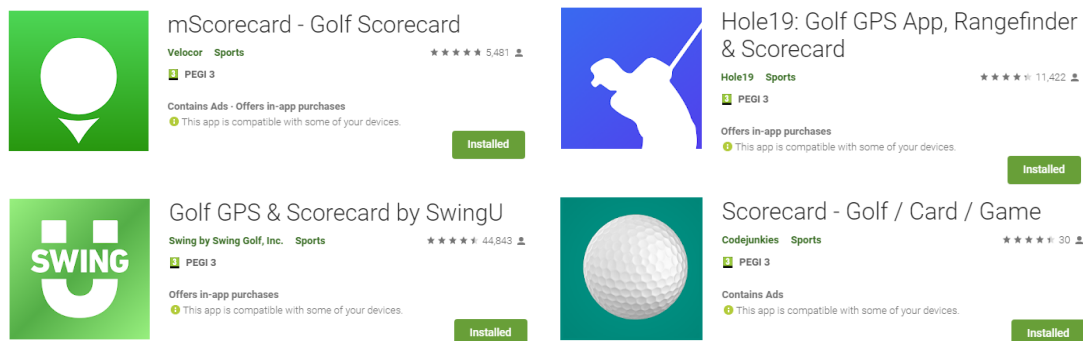 mScorecard - Golf Scorecard
Velocor Sports 5,481
3 PEGI 3
Contains Ads · Offers in-app purchases
This app is compatible with some of your devices.
Installed
Hole19: Golf GPS App, Rangefinder
& Scorecard
Hole19 Sports 11,422
3 PEGI 3
Offers in-app purchases
This app is compatible with some of your devices.
Installed
SWING
Golf GPS & Scorecard by SwingU
Swing by Swing Golf, Inc. Sports 44,843
3 PEGI 3
Offers in-app purchases
This app is compatible with some of your devices.
Installed
Scorecard - Golf / Card / Game
Codejunkies Sports 30
3 PEGI 3
Contains Ads
This app is compatible with some of your devices.
Installed